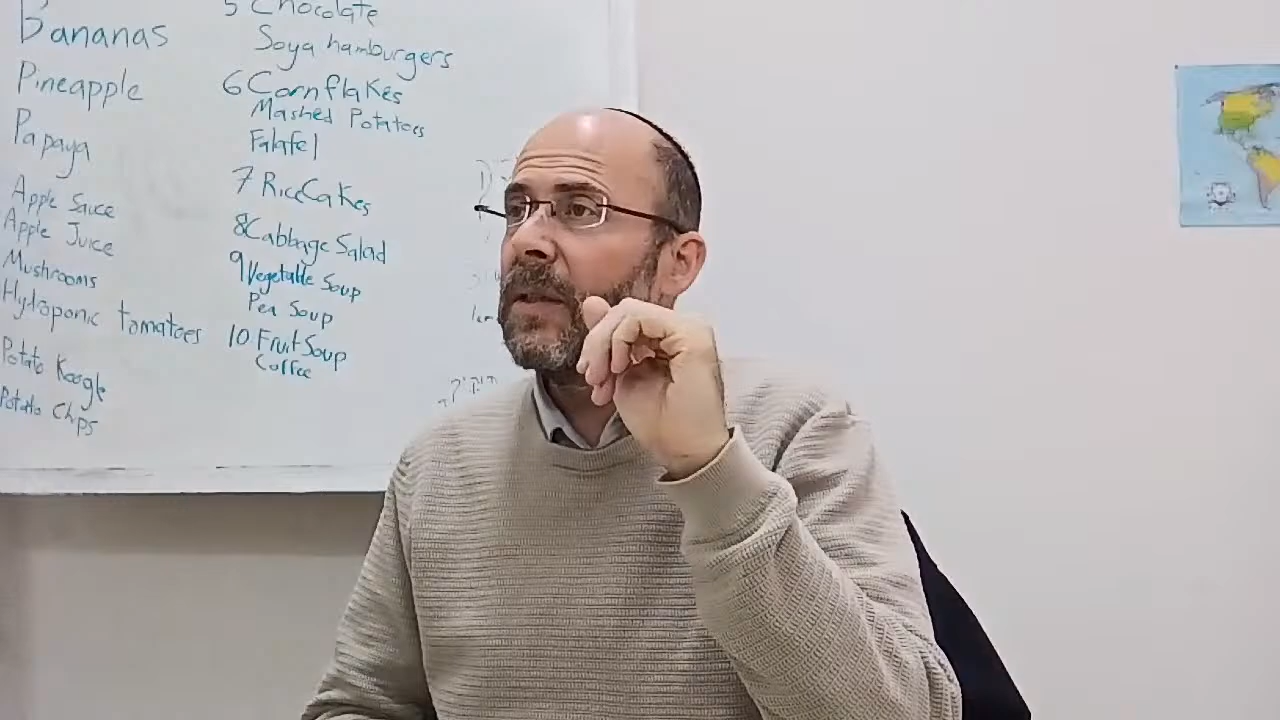 Bananas
Pineapple
Papaya
Apple Sauce
Apple Juice
Mushrooms
Hydroponic tomatoes
Potato Koogle
Potato Chips
5 Chocolate
Soya hamburgers
6 Cornflakes
Mashed Potatoes
Falafel
7 RiceCakes
8 Cabbage Salad
9 Vegetable Soup
Pea Soup
10 Fruit Soup
Coffee